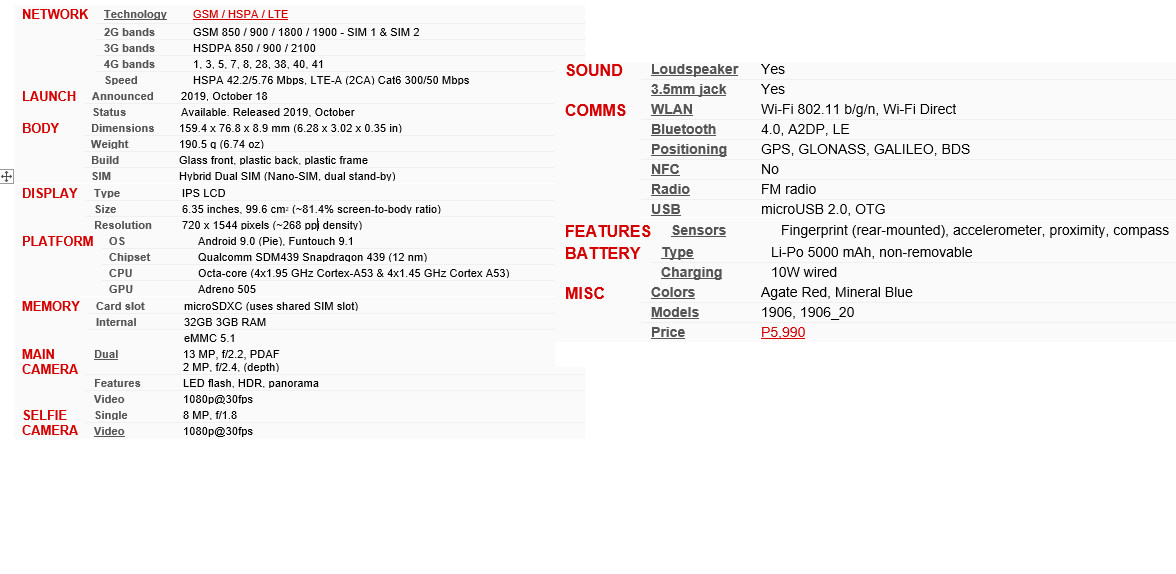 NETWORK Technology GSM / HSPA / LTE
2G bands GSM 850 / 900 / 1800 / 1900 - SIM 1 & SIM 2
3G bands HSDPA 850 / 900 / 2100
4G bands 1, 3, 5, 7, 8, 28, 38, 40, 41
Speed HSPA 42.2/5.76 Mbps, LTE-A (2CA) Cat6 300/50 Mbps
LAUNCH Announced 2019, October 18
Status Available. Released 2019, October
BODY Dimensions 159.4 x 76.8 x 8.9 mm (6.28 x 3.02 x 0.35 in)
Weight 190.5 g (6.74 oz)
Build Glass front, plastic back, plastic frame
SIM Hybrid Dual SIM (Nano-SIM, dual stand-by)
DISPLAY Type IPS LCD
Size 6.35 inches, 99.6 cm² (~81.4% screen-to-body ratio)
Resolution 720 x 1544 pixels (~268 ppi density)
PLATFORM OS Android 9.0 (Pie), Funtouch 9.1
Chipset Qualcomm SDM439 Snapdragon 439 (12 nm)
CPU Octa-core (4x1.95 GHz Cortex-A53 & 4x1.45 GHz Cortex A53)
GPU Adreno 505
MEMORY Card slot microSDXC (uses shared SIM slot)
Internal 32GB 3GB RAM
eMMC 5.1
MAIN CAMERA Dual 13 MP, f/2.2, PDAF
2 MP, f/2.4, (depth)
Features LED flash, HDR, panorama
Video 1080p@30fps
SELFIE CAMERA Single 8 MP, f/1.8
Video 1080p@30fps
SOUND Loudspeaker Yes
3.5mm jack Yes
COMMS WLAN Wi-Fi 802.11 b/g/n, Wi-Fi Direct
Bluetooth 4.0, A2DP, LE
Positioning GPS, GLONASS, GALILEO, BDS
NFC No
Radio FM radio
USB microUSB 2.0, OTG
FEATURES Sensors Fingerprint (rear-mounted), accelerometer, proximity, compass
BATTERY Type Li-Po 5000 mAh, non-removable
Charging 10W wired
MISC Colors Agate Red, Mineral Blue
Models 1906, 1906_20
Price P5,990